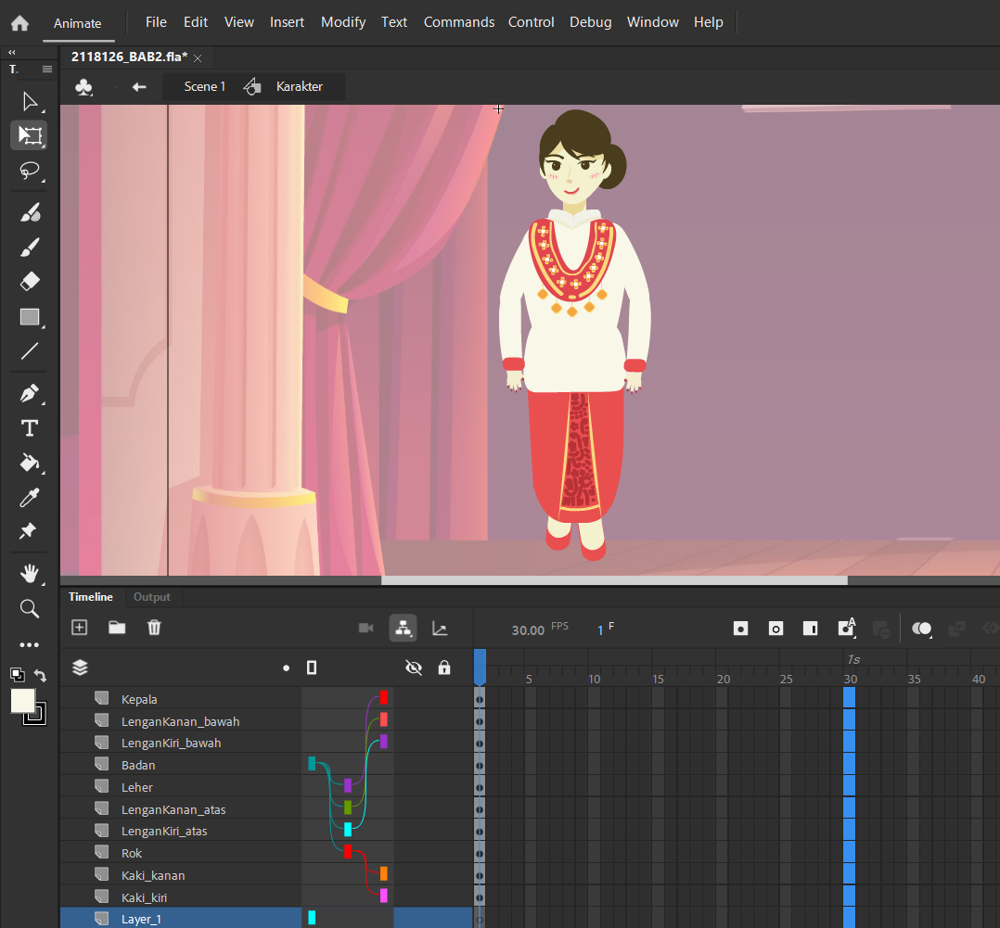 Animate File Edit View Insert Modify Text Commands Control Debug Window Help
2118126_BAB2.fla*
Scene 1 Karakter
Timeline Output
30.00 FPS 1 F
1s
5 10 15 20 25 30 35 40
Kepala
LenganKanan_bawah
LenganKiri_bawah
Badan
Leher
LenganKanan_atas
LenganKiri_atas
Rok
Kaki_kanan
Kaki_kiri
Layer_1